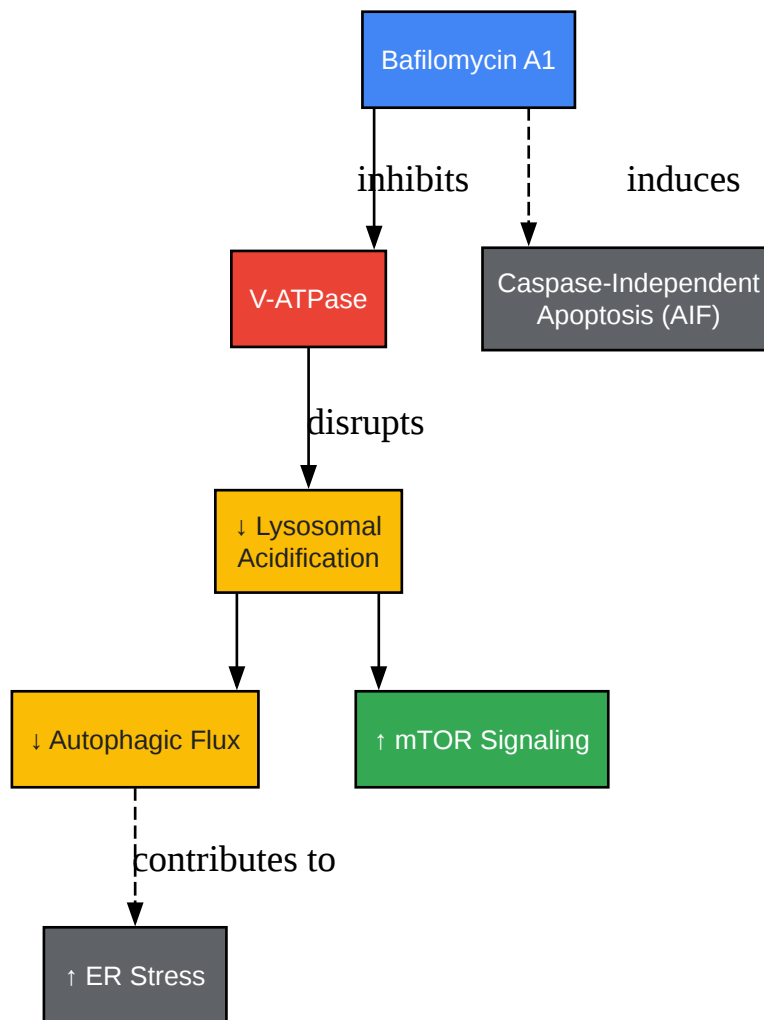 Bafilomycin A1
inhibits
induces
V-ATPase
Caspase-Independent
Apoptosis (AIF)
disrupts
↓ Lysosomal
Acidification
↓ Autophagic Flux
↑ mTOR Signaling
contributes to
↑ ER Stress